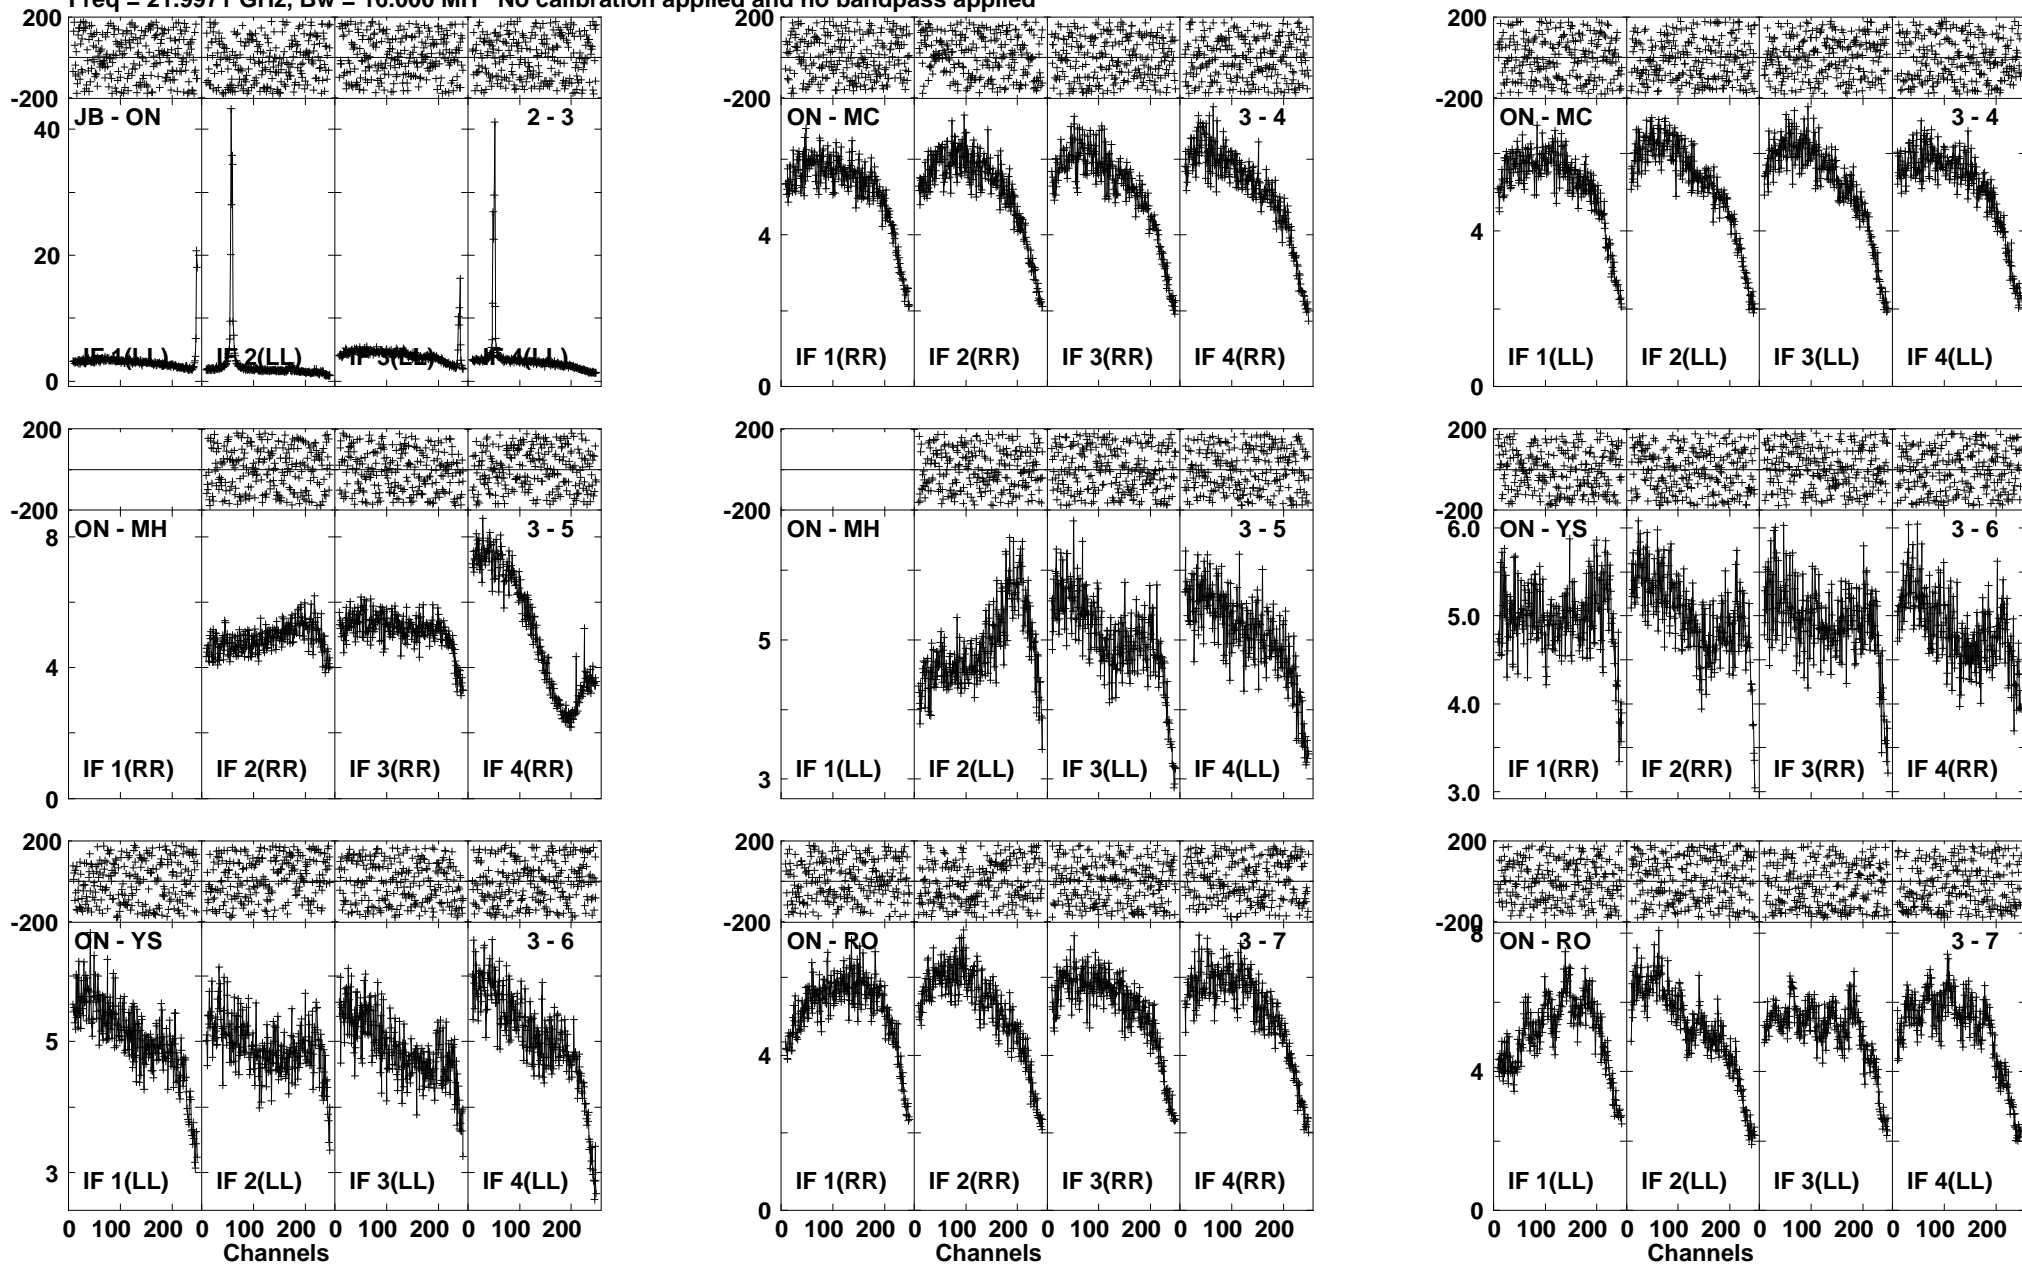 Freq = 21.9971 GHz, Bw = 16.000 MH No calibration applied and no bandpass applied
200 200 200
-200 -200 -200
JB - ON 2 - 3 ON - MC 3 - 4 ON - MC 3 - 4
40
20 4 4
IF 1(LL) IF 2(LL) IF 3(LL) IF 4(LL) IF 1(RR) IF 2(RR) IF 3(RR) IF 4(RR) IF 1(LL) IF 2(LL) IF 3(LL) IF 4(LL)
0 0 0
200 200 200
-200 -200 -200
ON - MH 3 - 5 ON - MH 3 - 5 ON - YS 3 - 6
8 6.0
5 5.0
4 4.0
IF 1(RR) IF 2(RR) IF 3(RR) IF 4(RR) IF 1(LL) IF 2(LL) IF 3(LL) IF 4(LL) IF 1(RR) IF 2(RR) IF 3(RR) IF 4(RR)
0 3 3.0
200 200 200
-200 -200 -200
ON - YS 3 - 6 ON - RO 3 - 7 ON - RO 3 - 7
8
5 4 4
3 IF 1(LL) IF 2(LL) IF 3(LL) IF 4(LL) IF 1(RR) IF 2(RR) IF 3(RR) IF 4(RR) IF 1(LL) IF 2(LL) IF 3(LL) IF 4(LL)
0 0
0 100 200 0 100 200 0 100 200 0 100 200 0 100 200 0 100 200 0 100 200 0 100 200 0 100 200 0 100 200 0 100 200 0 100 200
Channels Channels